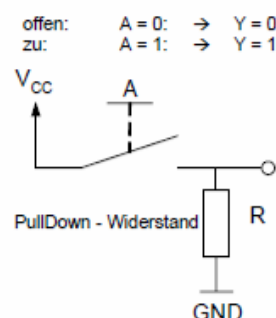 offen: A = 0: → Y = 0
zu: A = 1: → Y = 1
VCC
A
PullDown - Widerstand
R
GND